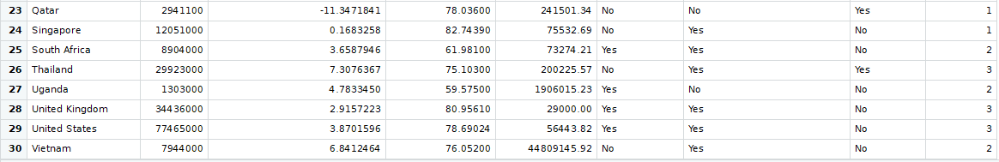 23 Qatar 2941100 -11.3471841 78.03600 241501.34 No No Yes 1
24 Singapore 12051000 0.1683258 82.74390 75532.69 No Yes No 1
25 South Africa 8904000 3.6587946 61.98100 73274.21 Yes Yes No 2
26 Thailand 29923000 7.3076367 75.10300 200225.57 No Yes Yes 3
27 Uganda 1303000 4.7833450 59.57500 1906015.23 Yes No No 2
28 United Kingdom 34436000 2.9157223 80.95610 29000.00 Yes Yes No 3
29 United States 77465000 3.8701596 78.69024 56443.82 Yes Yes No 3
30 Vietnam 7944000 6.8412464 76.05200 44809145.92 No Yes No 2